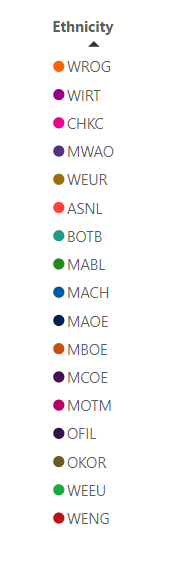 Ethnicity
WROG
WIRT
CHKC
MWAO
WEUR
ASNL
BOTB
MABL
MACH
MAOE
MBOE
MCOE
MOTM
OFIL
OKOR
WEEU
WENG